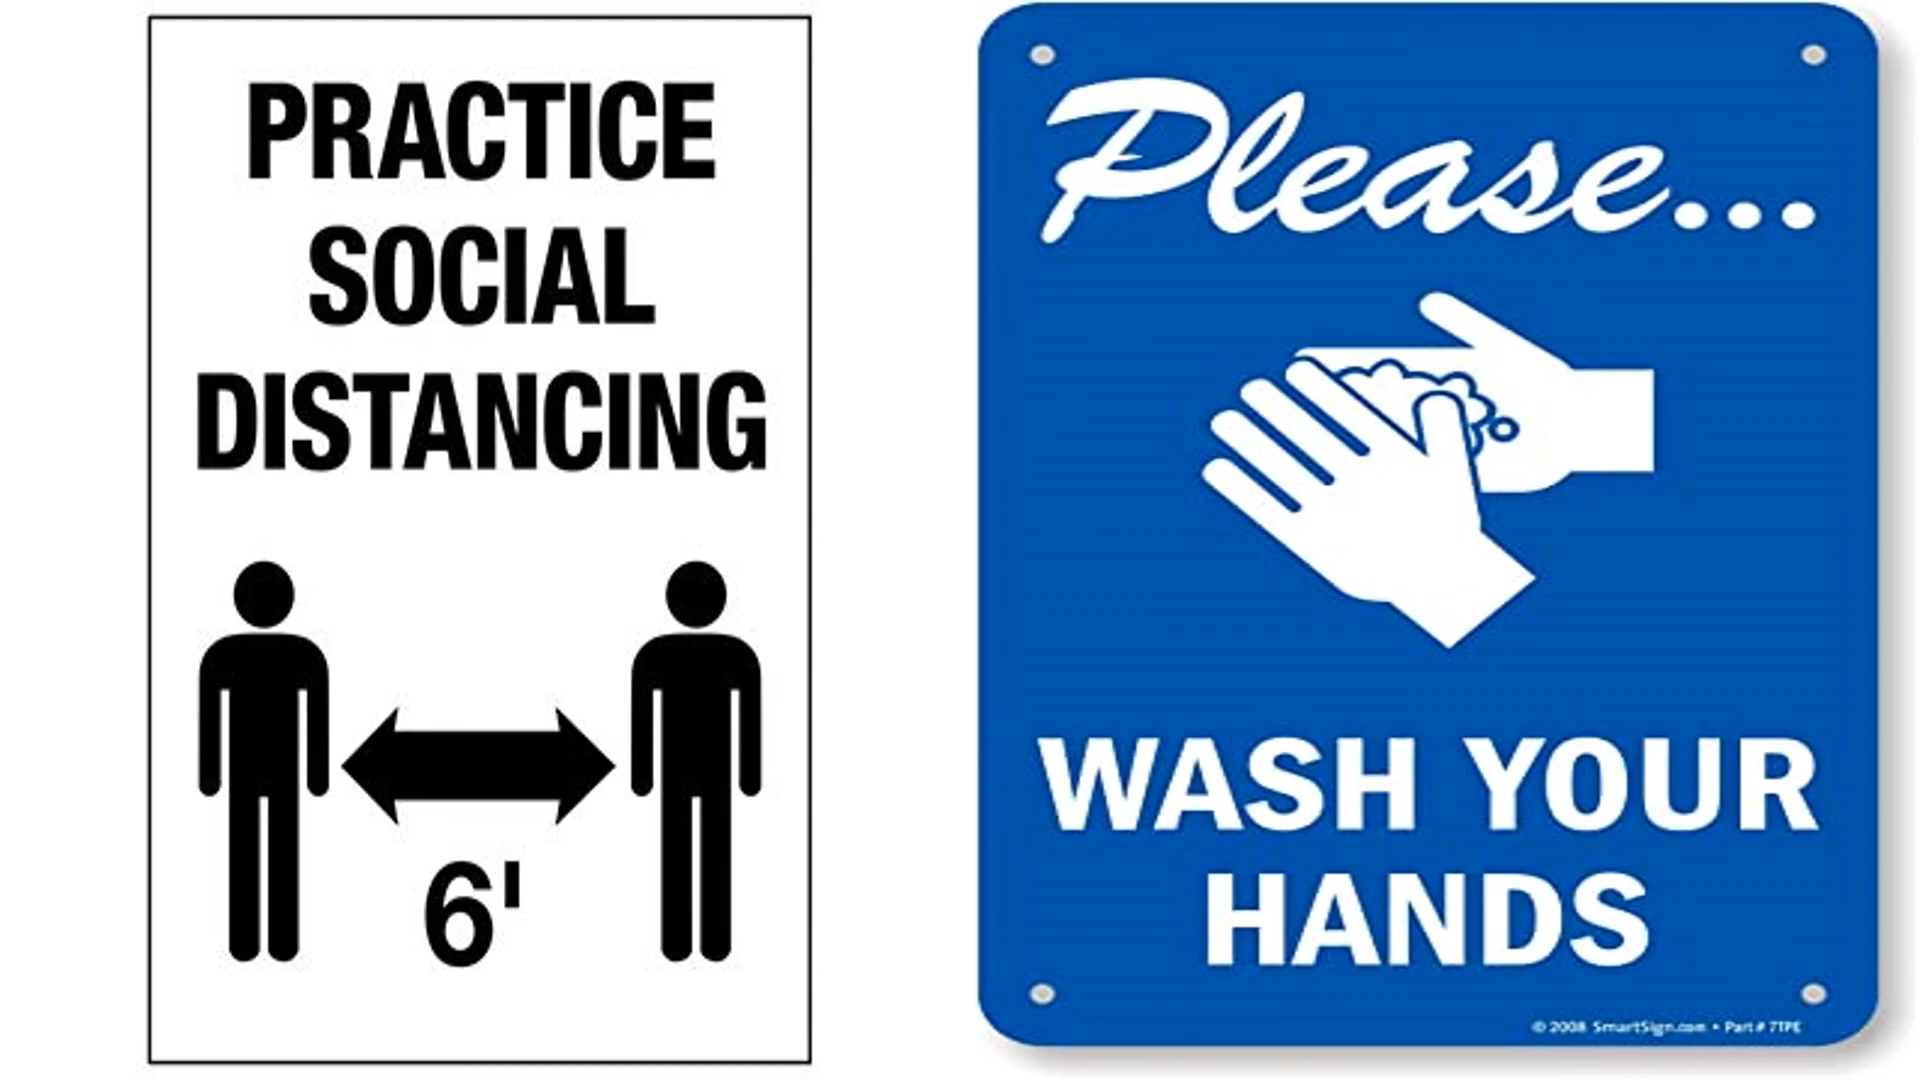 PRACTICE
SOCIAL
DISTANCING
6'
Please...
WASH YOUR
HANDS
© 2008 SmartSign.com • Part # 7TPE